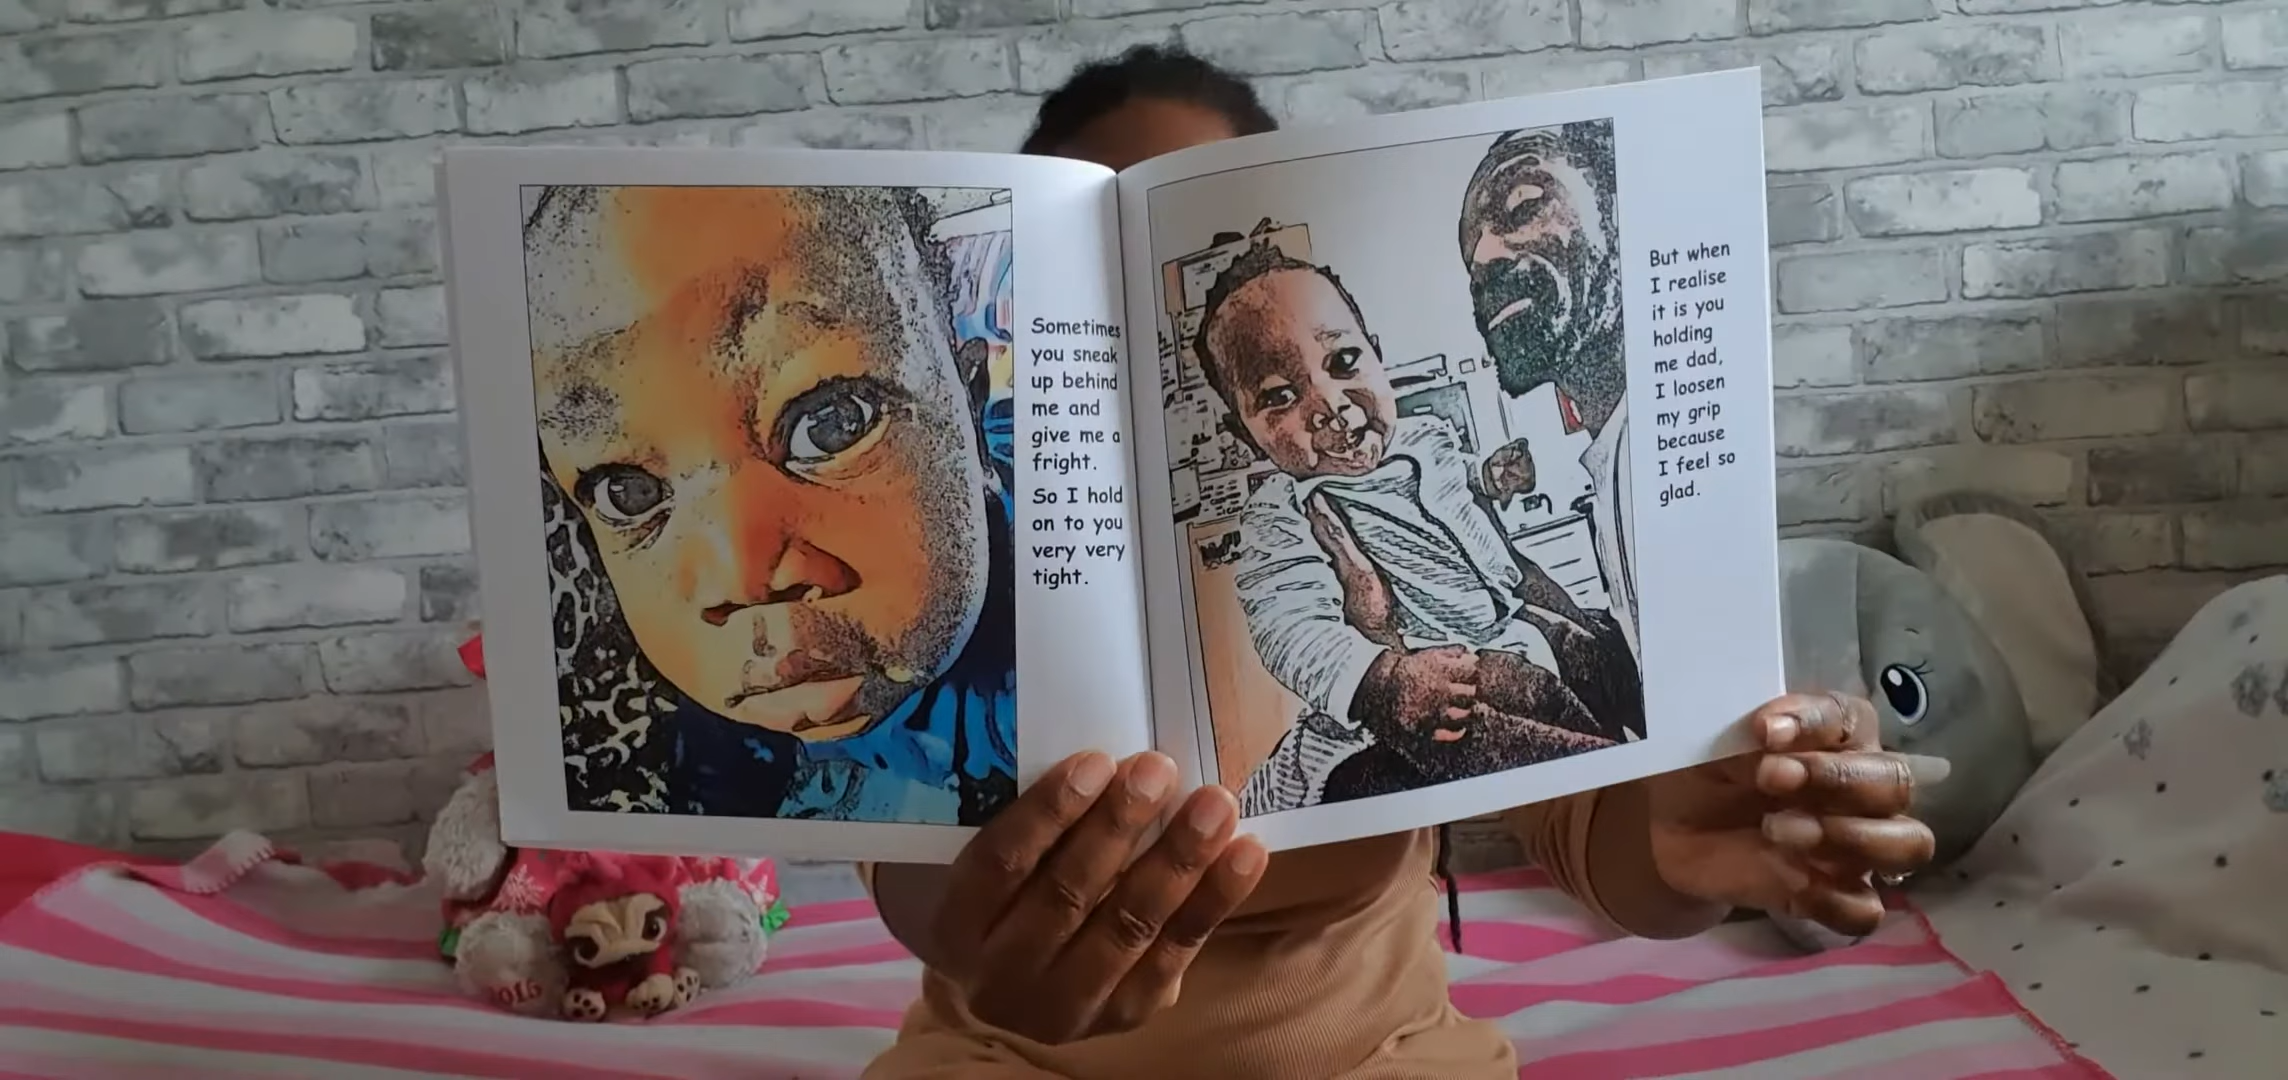 Sometimes
you sneak
up behind
me and
give me a
fright.
So I hold
on to you
very very
tight.
But when
I realise
it is you
holding
me dad,
I loosen
my grip
because
I feel so
glad.
2015